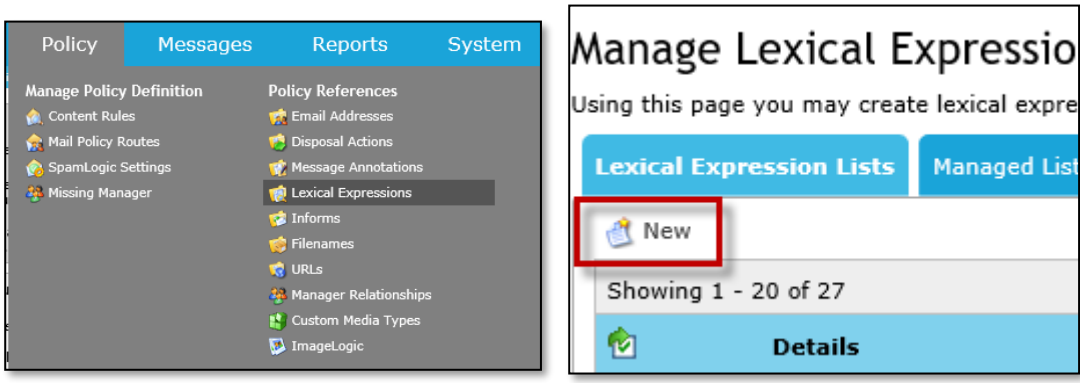 Policy Messages Reports System
Manage Policy Definition
Content Rules
Mail Policy Routes
SpamLogic Settings
Missing Manager
Policy References
Email Addresses
Disposal Actions
Message Annotations
Lexical Expressions
Informs
Filenames
URLs
Manager Relationships
Custom Media Types
ImageLogic
Manage Lexical Expressio
Using this page you may create lexical expre
Lexical Expression Lists Managed List
New
Showing 1 - 20 of 27
Details